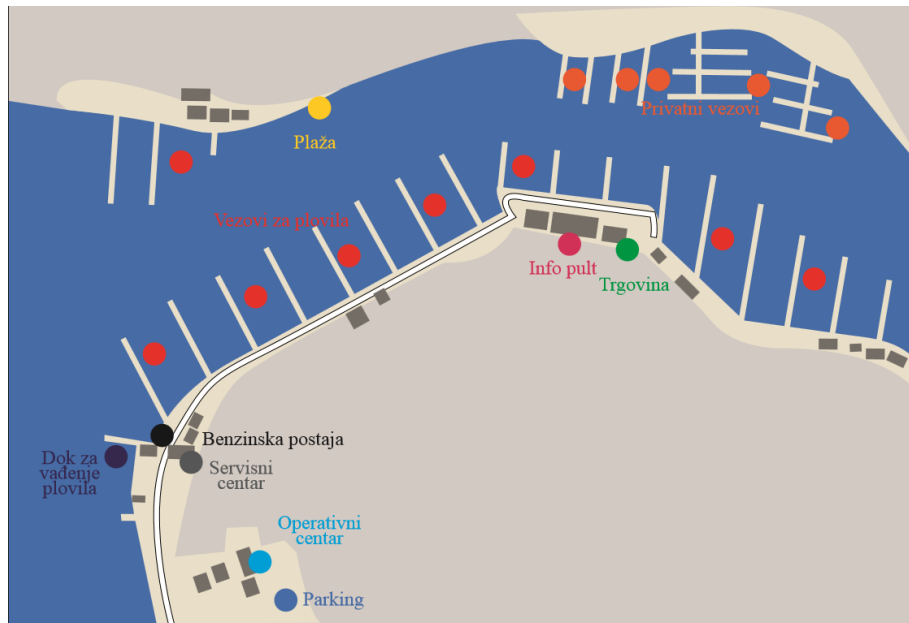 Privatni vezovi
Plaža
Vezovi za plovila
Info pult
Trgovina
Benzinska postaja
Dok za
vađenje
plovila
Servisni
centar
Operativni
centar
Parking